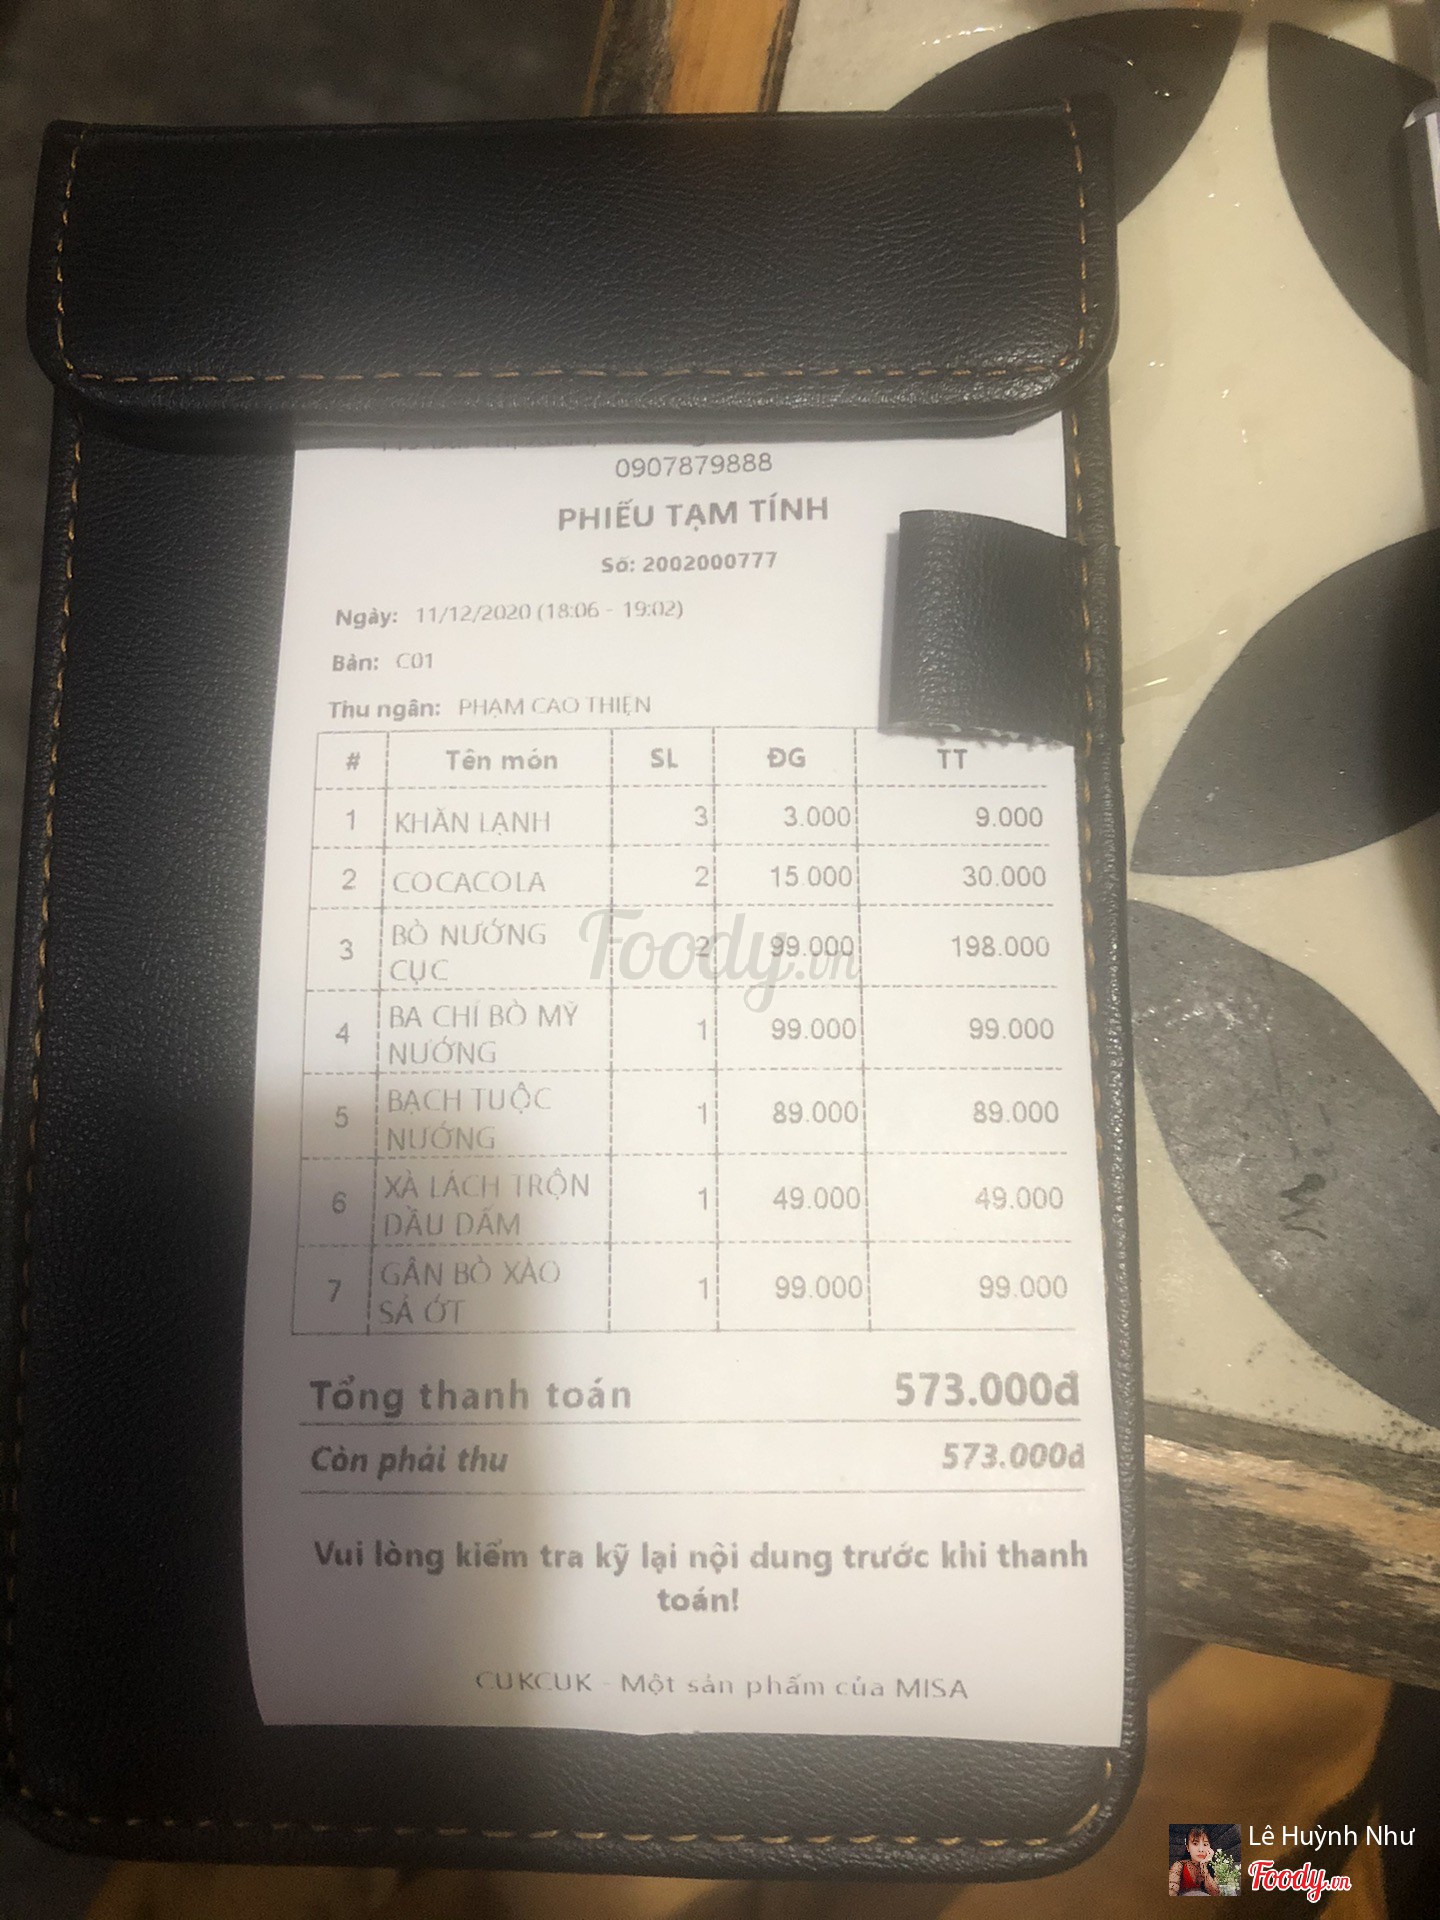 0907879888
PHIẾU TẠM TÍNH
Số: 2002000777
Ngày: 11/12/2020 (18:06 - 19:02)
Bàn: C01
Thu ngân: PHẠM CAO THIỆN
# Tên món SL ĐG TT
1 KHĂN LẠNH 3 3.000 9.000
2 COCACOLA 2 15.000 30.000
3 BÒ NƯỚNG 2 99.000 198.000
CỤC
4 BA CHỈ BÒ MỸ 1 99.000 99.000
NƯỚNG
5 BẠCH TUỘC 1 89.000 89.000
NƯỚNG
6 XÀ LÁCH TRỘN 1 49.000 49.000
DẦU DẤM
7 GÂN BÒ XÀO 1 99.000 99.000
SẢ ỚT
Foody.vn
Tổng thanh toán 573.000đ
Còn phải thu 573.000đ
Vui lòng kiểm tra kỹ lại nội dung trước khi thanh
toán!
CUKCUK - Một sản phẩm của MISA
Lê Huỳnh Như
Foody.vn